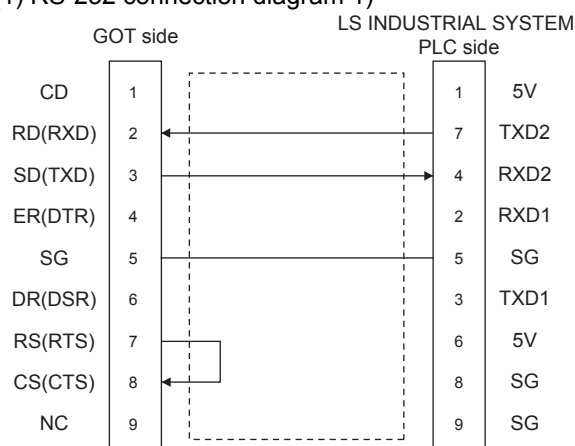 (1) RS-232 connection diagram 1)
GOT side
LS INDUSTRIAL SYSTEM
PLC side
CD 1 1 5V
RD(RXD) 2 7 TXD2
SD(TXD) 3 4 RXD2
ER(DTR) 4 2 RXD1
SG 5 5 SG
DR(DSR) 6 3 TXD1
RS(RTS) 7 6 5V
CS(CTS) 8 8 SG
NC 9 9 SG